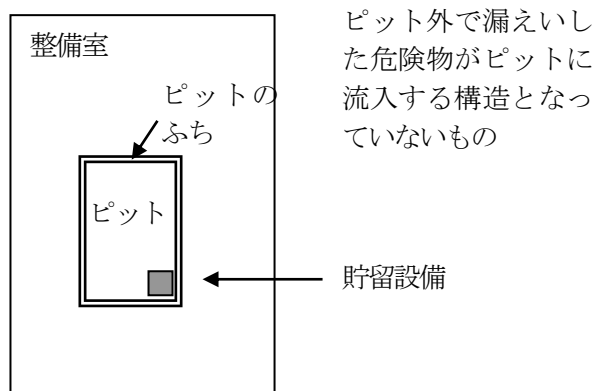 整備室
ピットの
ふち
ピット
ピット外で漏えいし
た危険物がピットに
流入する構造となっ
ていないもの
貯留設備